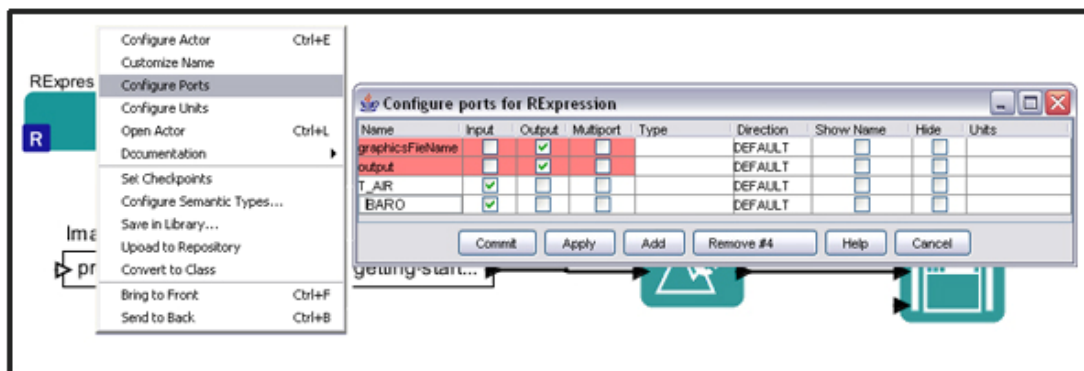 Configure Actor Ctrl+E
Customize Name
RExpres
Configure Ports
Configure Units
R
Open Actor Ctrl+L
Documentation
Set Checkpoints
Configure Semantic Types...
Save in Library...
Ima
Upoad to Repository
pr
Convert to Class
getting-start...
Bring to Front Ctrl+F
Send to Back Ctrl+B
Configure ports for RExpression
Name Input Output Multiport Type Direction Show Name Hide Units
graphicsFieName DEFAULT
output DEFAULT
T_AIR DEFAULT
BARO DEFAULT
Commit Apply Add Remove #4 Help Cancel